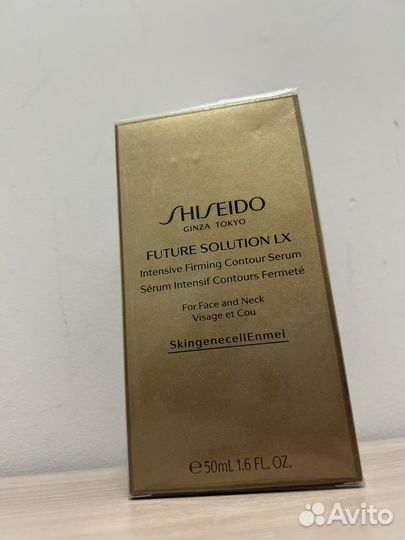 SHISEIDO
GINZA TOKYO
FUTURE SOLUTION LX
Intensive Firming Contour Serum
Sérum Intensif Contours Fermeté
For Face and Neck
Visage et Cou
SkingenecellEnmei
℮50mL 1.6 FL. OZ.
Avito